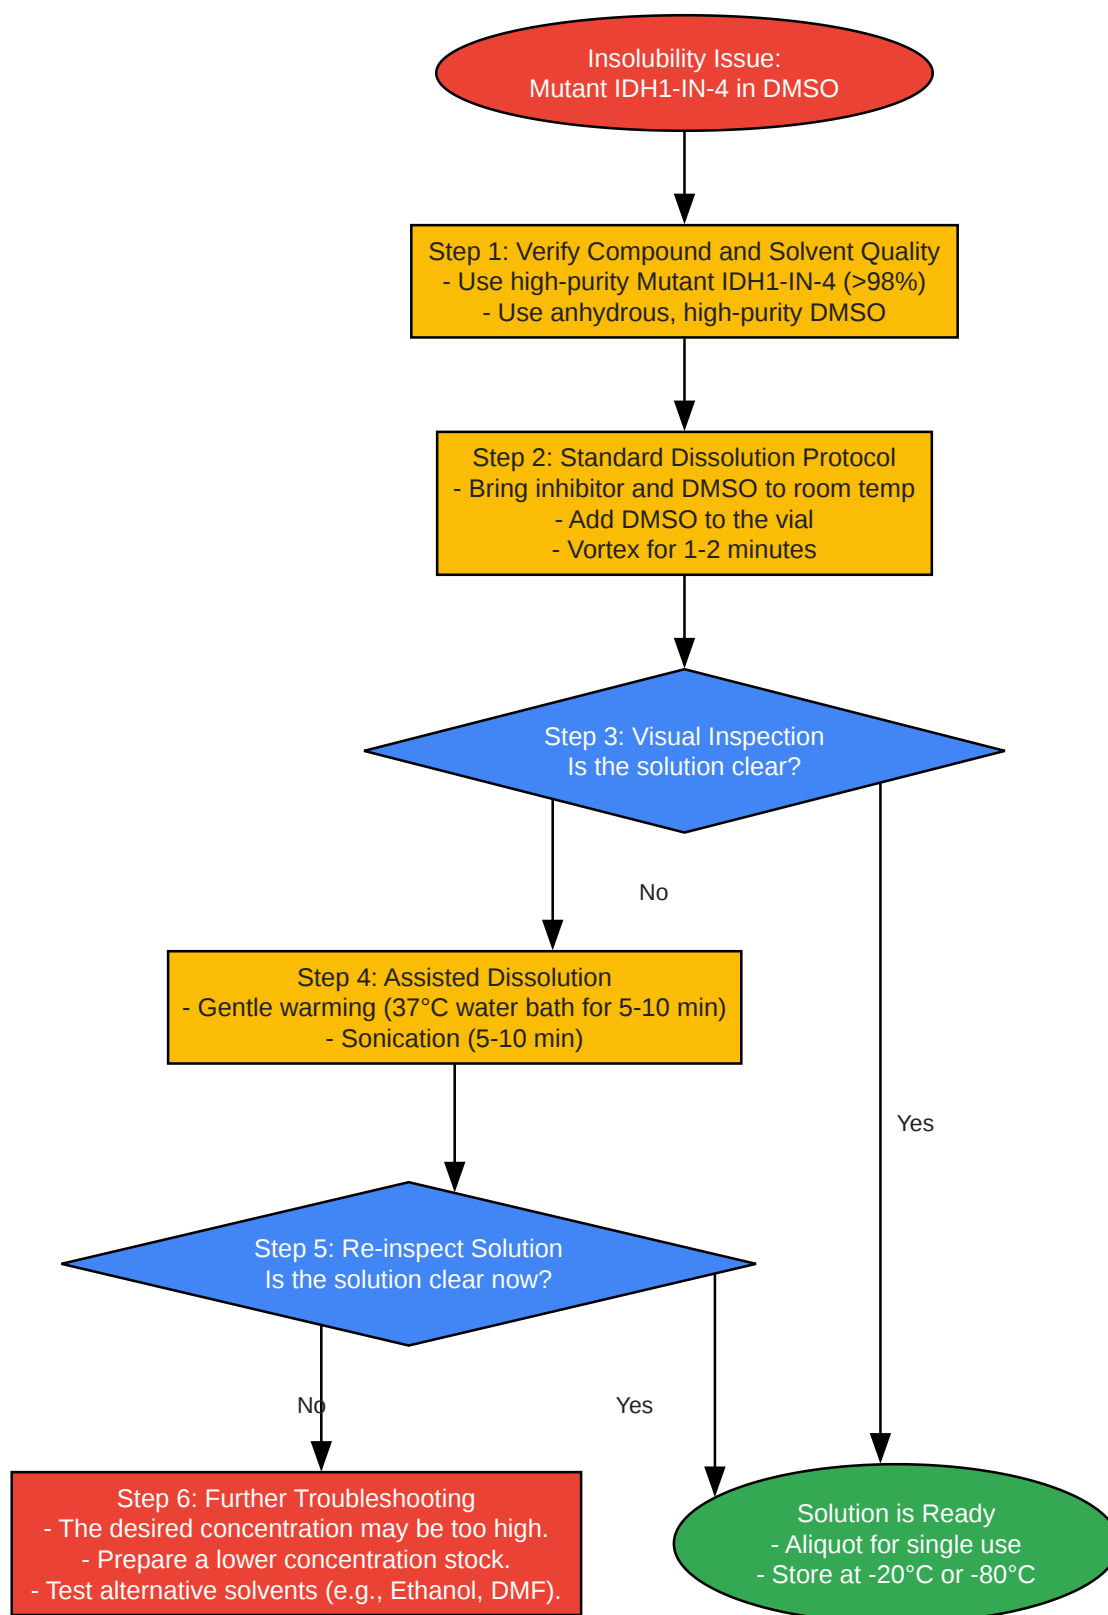 Insolubility Issue:
Mutant IDH1-IN-4 in DMSO
Step 1: Verify Compound and Solvent Quality
- Use high-purity Mutant IDH1-IN-4 (>98%)
- Use anhydrous, high-purity DMSO
Step 2: Standard Dissolution Protocol
- Bring inhibitor and DMSO to room temp
- Add DMSO to the vial
- Vortex for 1-2 minutes
Step 3: Visual Inspection
Is the solution clear?
No
Step 4: Assisted Dissolution
- Gentle warming (37°C water bath for 5-10 min)
- Sonication (5-10 min)
Yes
Step 5: Re-inspect Solution
Is the solution clear now?
No
Yes
Step 6: Further Troubleshooting
- The desired concentration may be too high.
- Prepare a lower concentration stock.
- Test alternative solvents (e.g., Ethanol, DMF).
Solution is Ready
- Aliquot for single use
- Store at -20°C or -80°C